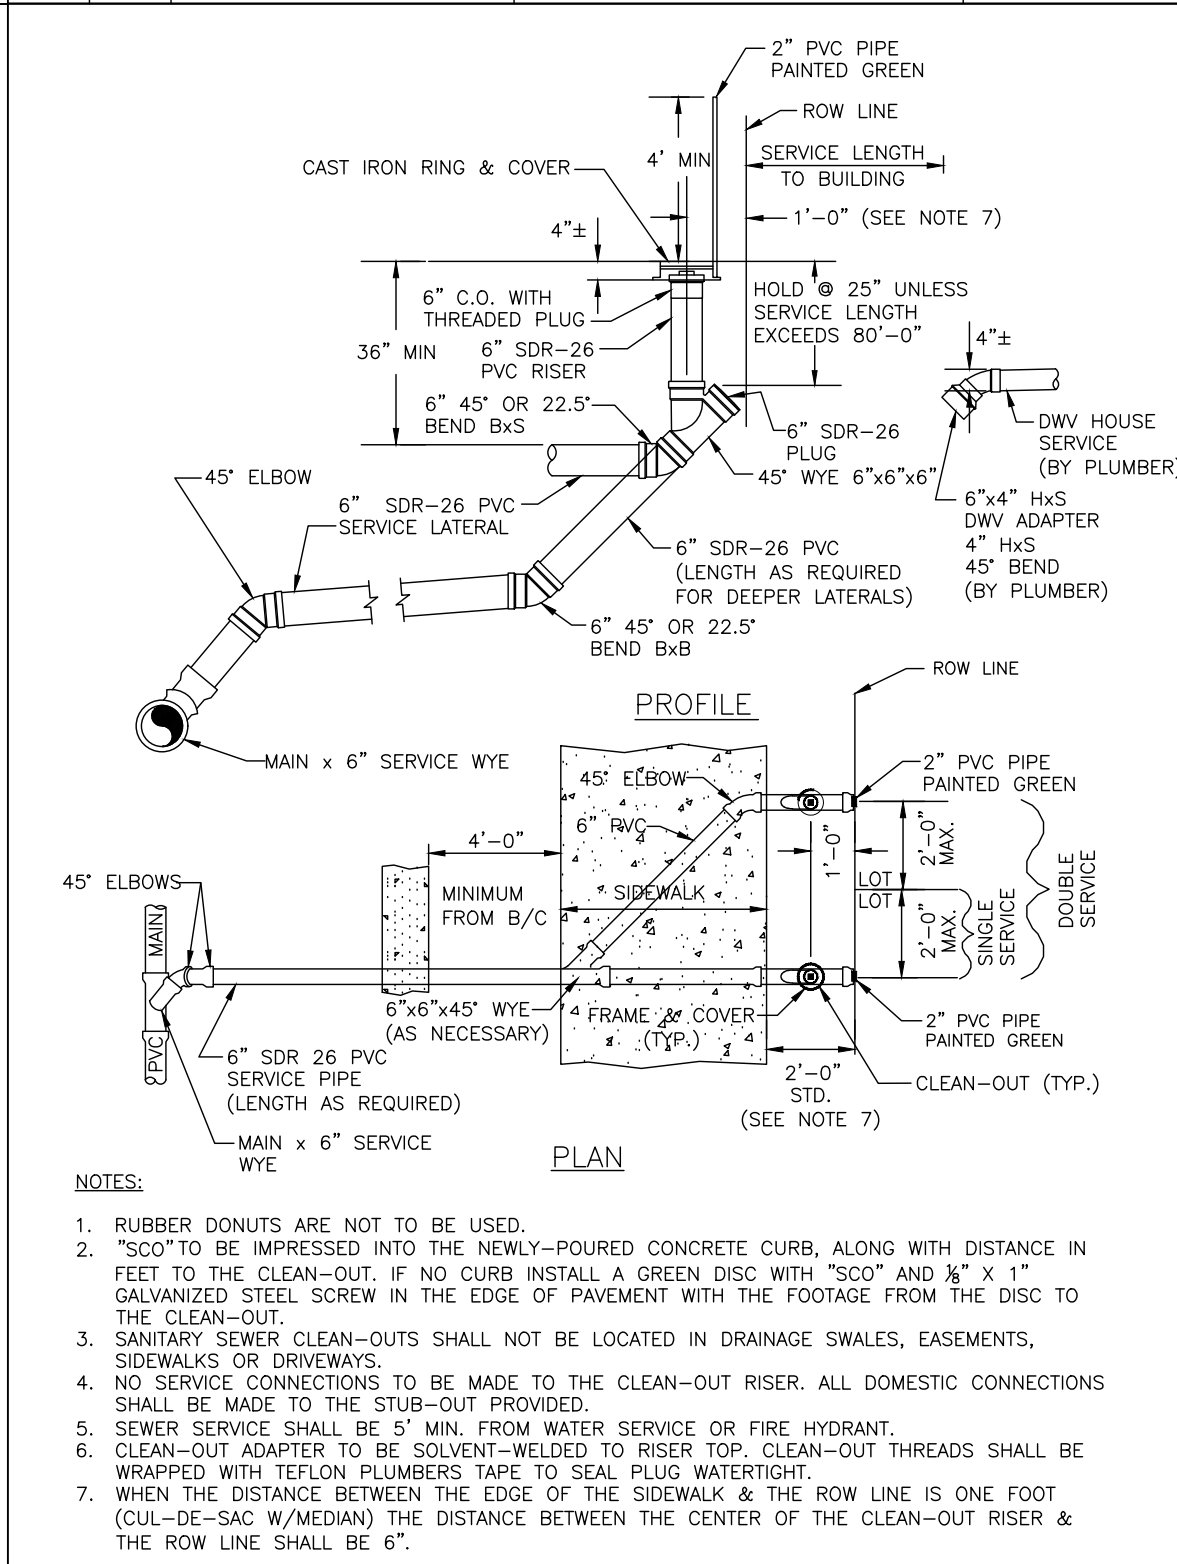 2" PVC PIPE
PAINTED GREEN
ROW LINE
4' MIN
SERVICE LENGTH
TO BUILDING
CAST IRON RING & COVER
1'-0" (SEE NOTE 7)
4"±
6" C.O. WITH
THREADED PLUG
HOLD @ 25" UNLESS
SERVICE LENGTH
EXCEEDS 80'-0"
36" MIN
6" SDR-26
PVC RISER
4"±
6" 45° OR 22.5°
BEND BxS
6" SDR-26
PLUG
DWV HOUSE
SERVICE
(BY PLUMBER)
45° WYE 6"x6"x6"
45° ELBOW
6" SDR-26 PVC
SERVICE LATERAL
6"x4" HxS
DWV ADAPTER
4" HxS
45° BEND
(BY PLUMBER)
6" SDR-26 PVC
(LENGTH AS REQUIRED
FOR DEEPER LATERALS)
6" 45° OR 22.5°
BEND BxB
MAIN x 6" SERVICE WYE
PROFILE
ROW LINE
45° ELBOW
2" PVC PIPE
PAINTED GREEN
6" PVC
4'-0"
1'-0"
2'-0"
MAX.
DOUBLE
SERVICE
45° ELBOWS
MINIMUM
FROM B/C
SIDEWALK
LOT
LOT
2'-0"
MAX.
SINGLE
SERVICE
MAIN
PVC
6"x6"x45° WYE
(AS NECESSARY)
FRAME & COVER
(TYP.)
2" PVC PIPE
PAINTED GREEN
6" SDR 26 PVC
SERVICE PIPE
(LENGTH AS REQUIRED)
2'-0"
STD.
(SEE NOTE 7)
CLEAN-OUT (TYP.)
MAIN x 6" SERVICE
WYE
PLAN
NOTES:
1. RUBBER DONUTS ARE NOT TO BE USED.
2. "SCO" TO BE IMPRESSED INTO THE NEWLY-POURED CONCRETE CURB, ALONG WITH DISTANCE IN
FEET TO THE CLEAN-OUT. IF NO CURB INSTALL A GREEN DISC WITH "SCO" AND ⅛" X 1"
GALVANIZED STEEL SCREW IN THE EDGE OF PAVEMENT WITH THE FOOTAGE FROM THE DISC TO
THE CLEAN-OUT.
3. SANITARY SEWER CLEAN-OUTS SHALL NOT BE LOCATED IN DRAINAGE SWALES, EASEMENTS,
SIDEWALKS OR DRIVEWAYS.
4. NO SERVICE CONNECTIONS TO BE MADE TO THE CLEAN-OUT RISER. ALL DOMESTIC CONNECTIONS
SHALL BE MADE TO THE STUB-OUT PROVIDED.
5. SEWER SERVICE SHALL BE 5' MIN. FROM WATER SERVICE OR FIRE HYDRANT.
6. CLEAN-OUT ADAPTER TO BE SOLVENT-WELDED TO RISER TOP. CLEAN-OUT THREADS SHALL BE
WRAPPED WITH TEFLON PLUMBERS TAPE TO SEAL PLUG WATERTIGHT.
7. WHEN THE DISTANCE BETWEEN THE EDGE OF THE SIDEWALK & THE ROW LINE IS ONE FOOT
(CUL-DE-SAC W/MEDIAN) THE DISTANCE BETWEEN THE CENTER OF THE CLEAN-OUT RISER &
THE ROW LINE SHALL BE 6".